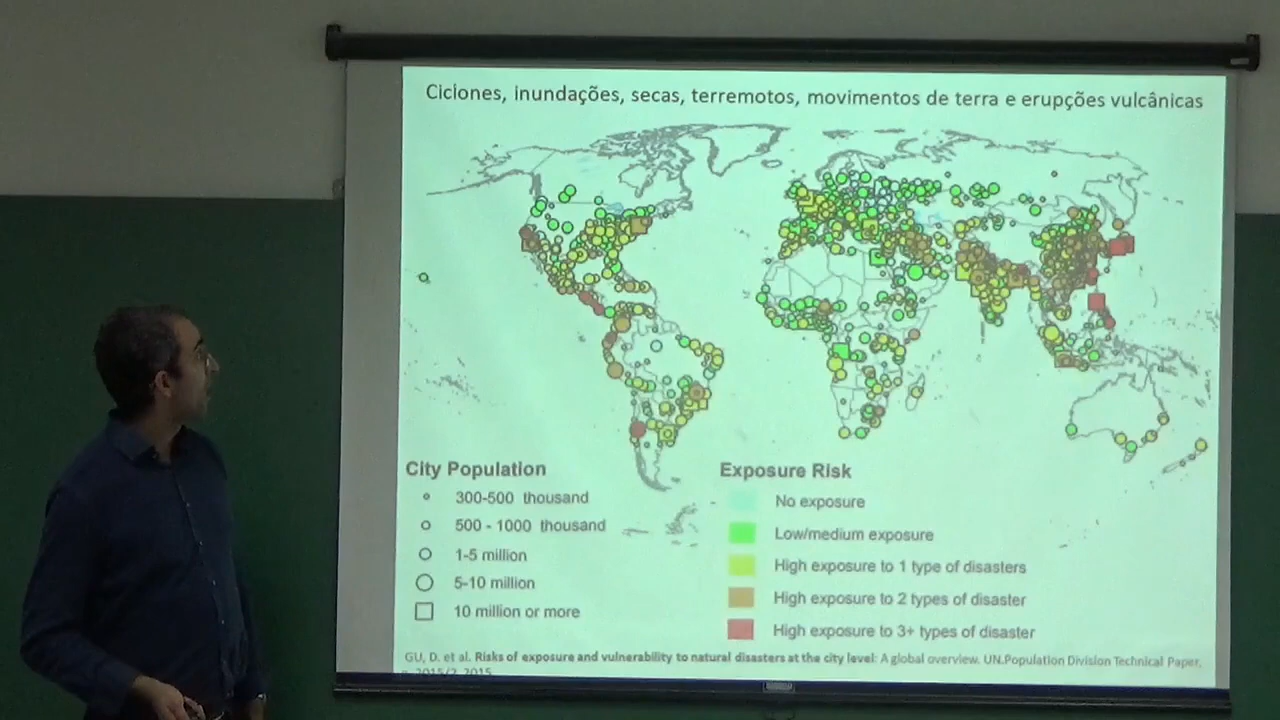 Ciclones, inundações, secas, terremotos, movimentos de terra e erupções vulcânicas
City Population
300-500 thousand
500 - 1000 thousand
1-5 million
5-10 million
10 million or more
Exposure Risk
No exposure
Low/medium exposure
High exposure to 1 type of disasters
High exposure to 2 types of disaster
High exposure to 3+ types of disaster
GU, D. et al. Risks of exposure and vulnerability to natural disasters at the city level: A global overview. UN.Population Division Technical Paper,
2015/2, 2015